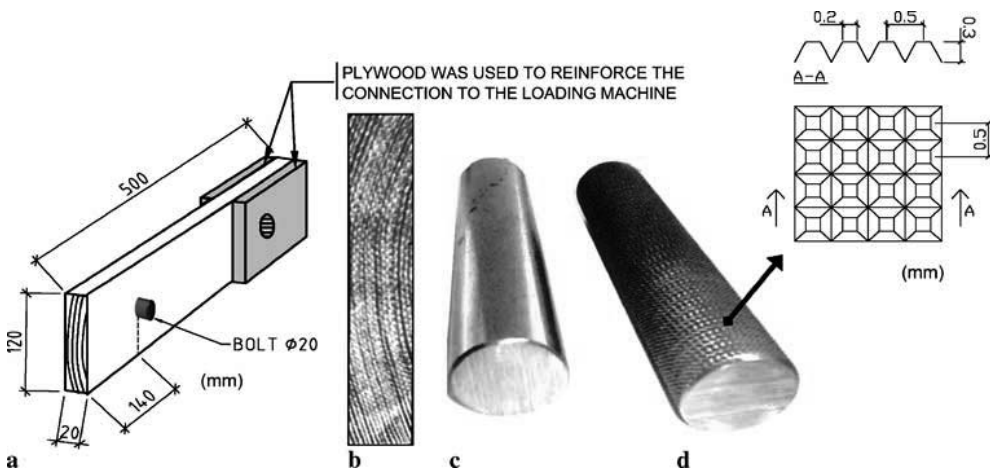 0.2
0.5
0.3
A-A
PLYWOOD WAS USED TO REINFORCE THE
CONNECTION TO THE LOADING MACHINE
500
0.5
A A
(mm)
BOLT ø20
120
(mm)
140
20
a b c d